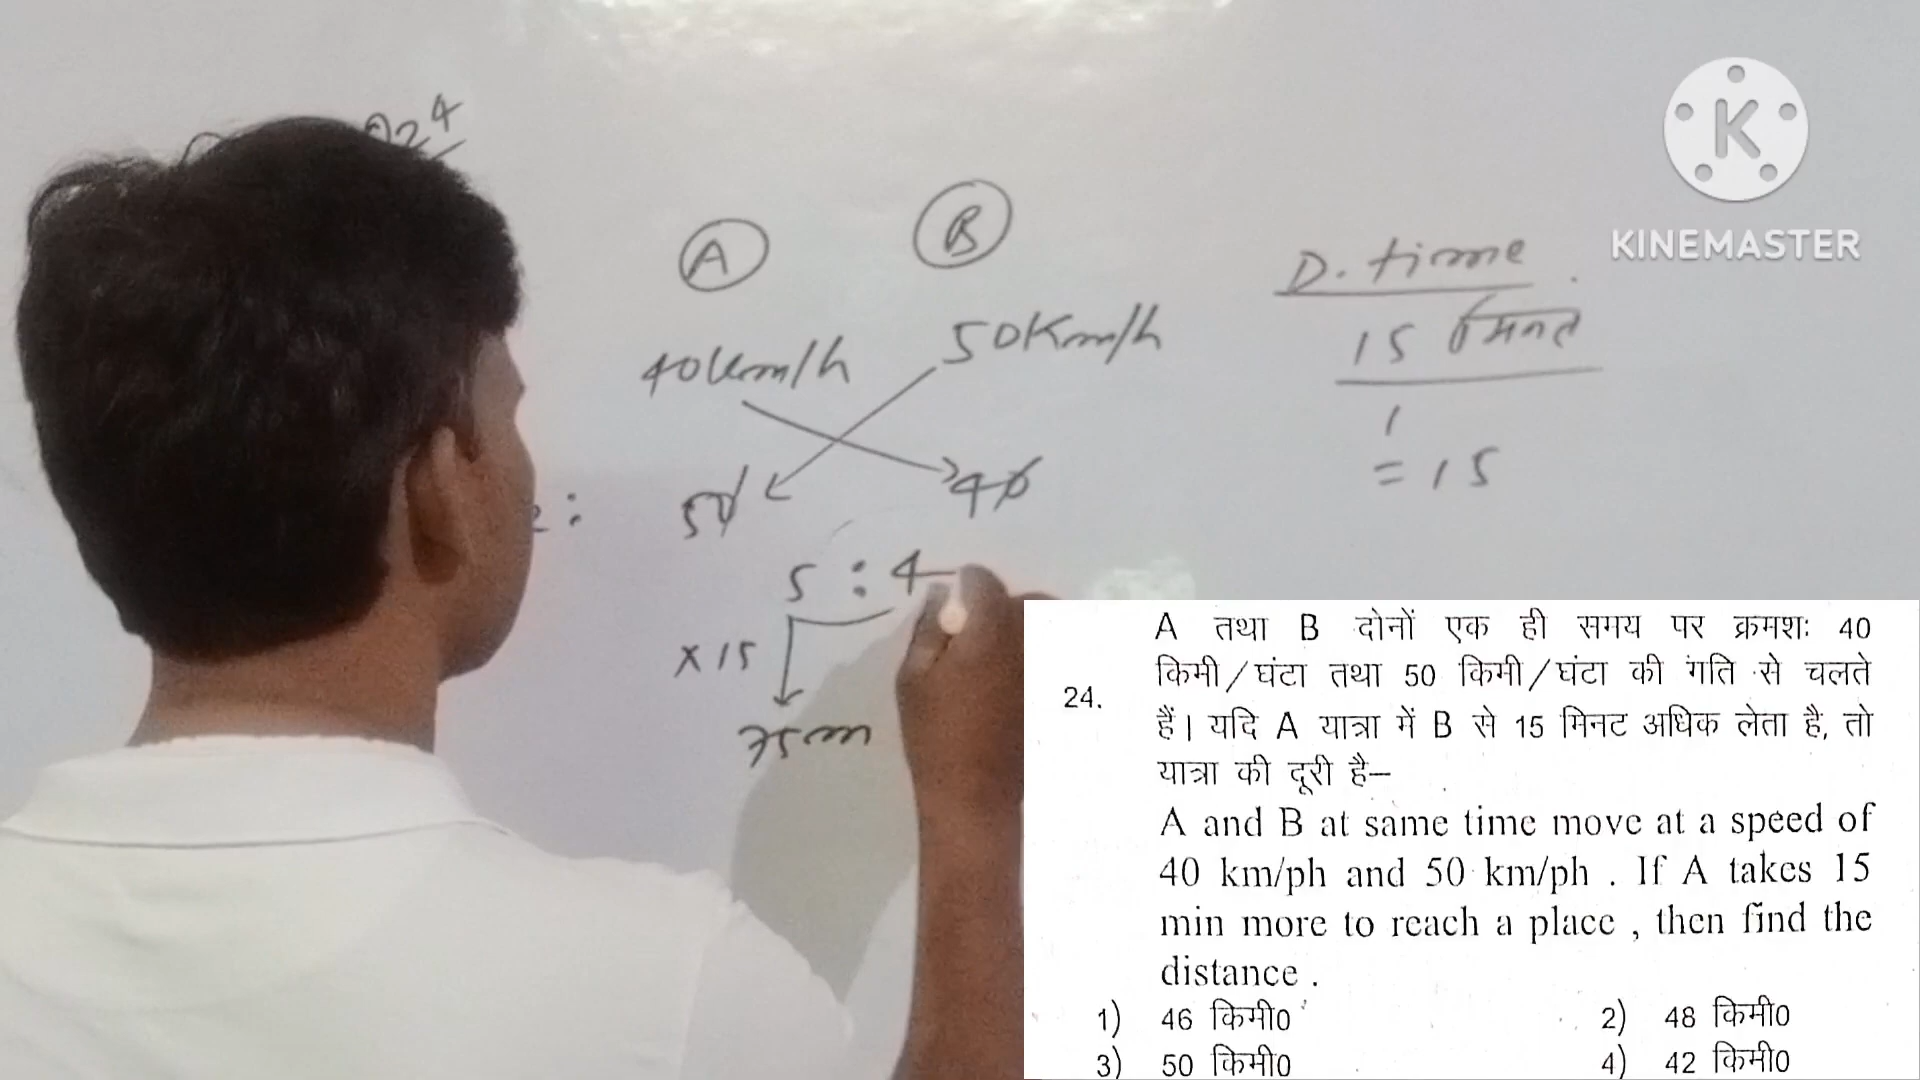 24
A
B
D. time
40km/h
50Km/h
15 मिनट
1
= 15
50
40
5 : 4
×15
75m
KINEMASTER
24.
A तथा B दोनों एक ही समय पर क्रमशः 40
किमी/घंटा तथा 50 किमी/घंटा की गति से चलते
हैं। यदि A यात्रा में B से 15 मिनट अधिक लेता है, तो
यात्रा की दूरी है–
A and B at same time move at a speed of
40 km/ph and 50 km/ph . If A takes 15
min more to reach a place , then find the
distance .
1) 46 किमी0 2) 48 किमी0
3) 50 किमी0 4) 42 किमी0